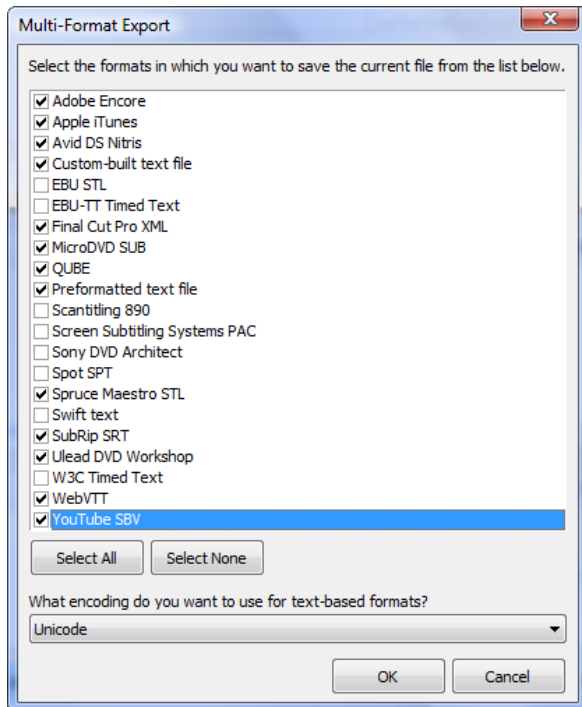 Multi-Format Export
Select the formats in which you want to save the current file from the list below.
Adobe Encore
Apple iTunes
Avid DS Nitris
Custom-built text file
EBU STL
EBU-TT Timed Text
Final Cut Pro XML
MicroDVD SUB
QUBE
Preformatted text file
Scantitling 890
Screen Subtitling Systems PAC
Sony DVD Architect
Spot SPT
Spruce Maestro STL
Swift text
SubRip SRT
Ulead DVD Workshop
W3C Timed Text
WebVTT
YouTube SBV
Select All Select None
What encoding do you want to use for text-based formats?
Unicode
OK Cancel